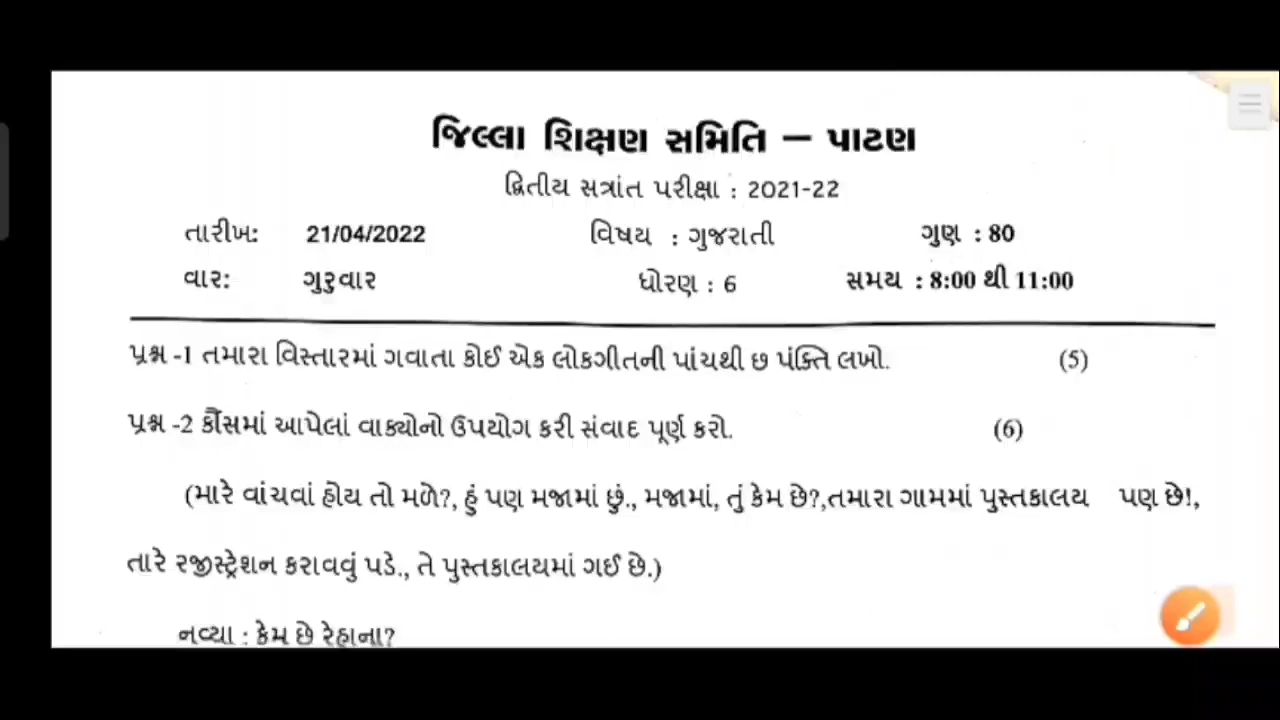 જિલ્લા શિક્ષણ સમિતિ – પાટણ
દ્વિતીય સત્રાંત પરીક્ષા : 2021-22
તારીખ: 21/04/2022 વિષય : ગુજરાતી ગુણ : 80
વાર: ગુરુવાર ધોરણ : 6 સમય : 8:00 થી 11:00
પ્રશ્ન -1 તમારા વિસ્તારમાં ગવાતા કોઈ એક લોકગીતની પાંચથી છ પંક્તિ લખો. (5)
પ્રશ્ન -2 કૌંસમાં આપેલાં વાક્યોનો ઉપયોગ કરી સંવાદ પૂર્ણ કરો. (6)
(મારે વાંચવાં હોય તો મળે?, હું પણ મજામાં છું., મજામાં, તું કેમ છે?,તમારા ગામમાં પુસ્તકાલય પણ છે!,
તારે રજીસ્ટ્રેશન કરાવવું પડે., તે પુસ્તકાલયમાં ગઈ છે.)
નવ્યા : કેમ છે રેહાના?